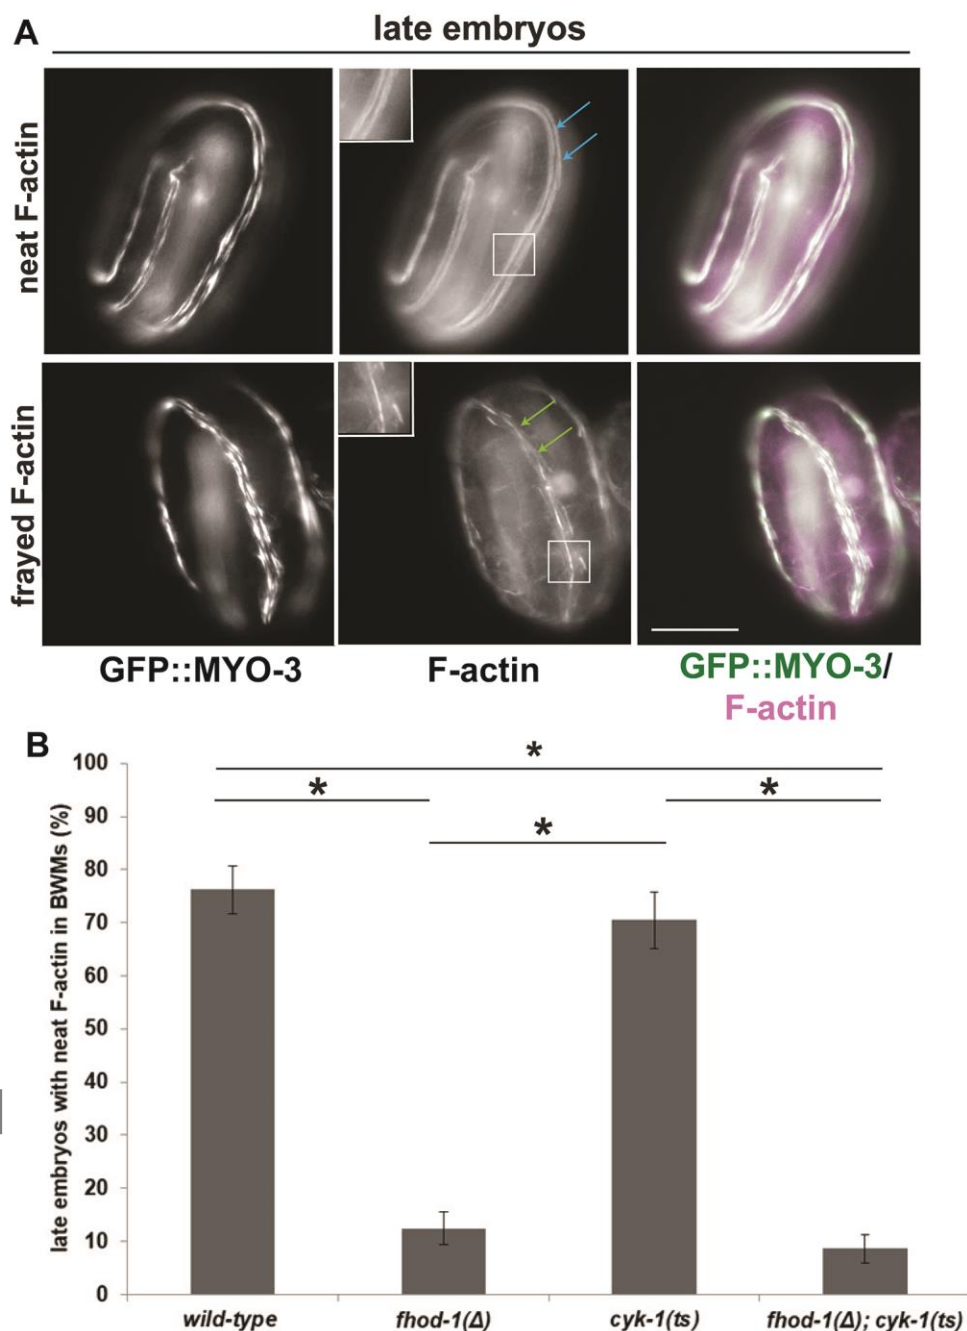 A
late embryos
neat F-actin
frayed F-actin
GFP::MYO-3
F-actin
GFP::MYO-3/
F-actin
B
late embryos with neat F-actin in BWMs (%)
100
90
80
70
60
50
40
30
20
10
0
*
*
*
*
wild-type
fhod-1(Δ)
cyk-1(ts)
fhod-1(Δ); cyk-1(ts)